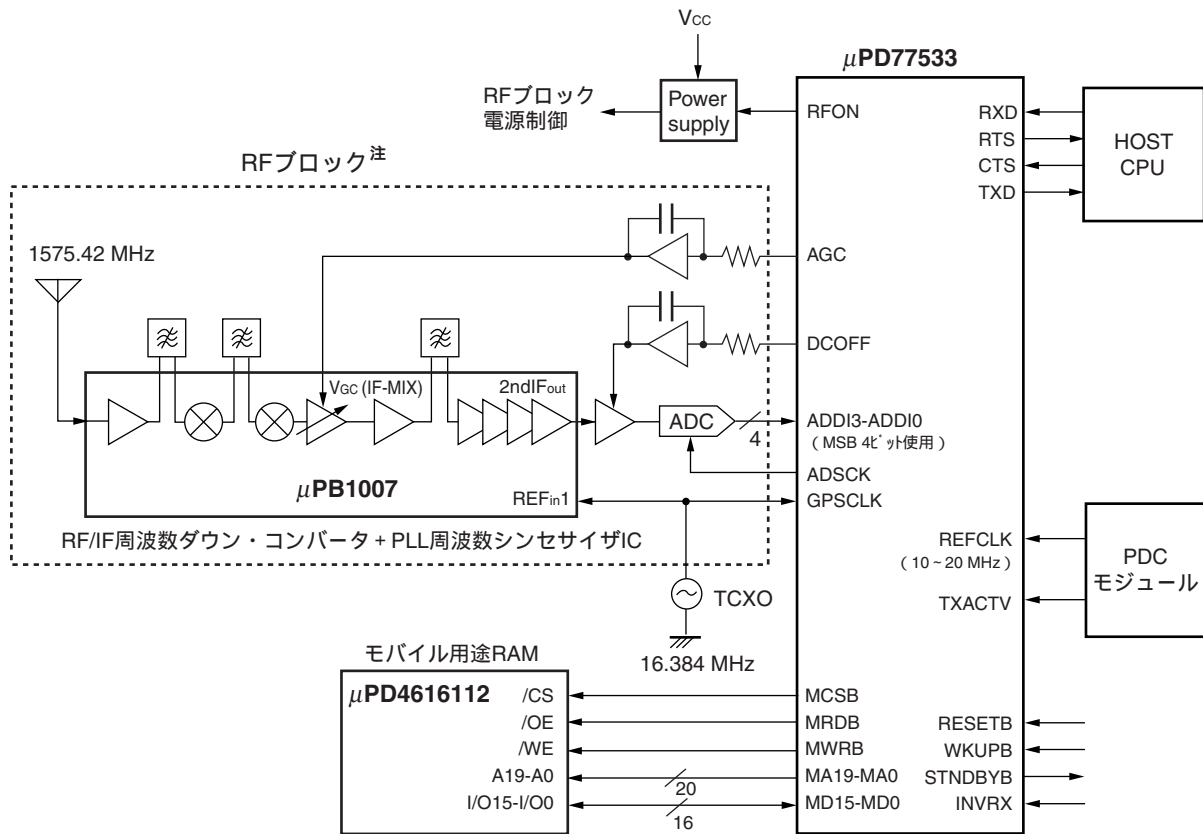 VCC
μPD77533
RFブロック
電源制御
Power
supply
RFON
RXD
RTS
CTS
TXD
HOST
CPU
RFブロック注
1575.42 MHz
AGC
DCOFF
VGC (IF-MIX)
2ndIFout
ADC
4
ADDI3-ADDI0
(MSB 4ビット使用)
ADSCK
μPB1007
REFin1
GPSCLK
RF/IF周波数ダウン・コンバータ+PLL周波数シンセサイザIC
REFCLK
(10~20 MHz)
TXACTV
PDC
モジュール
TCXO
16.384 MHz
モバイル用途RAM
μPD4616112
/CS
/OE
/WE
A19-A0
I/O15-I/O0
20
16
MCSB
MRDB
MWRB
MA19-MA0
MD15-MD0
RESETB
WKUPB
STNDBYB
INVRX